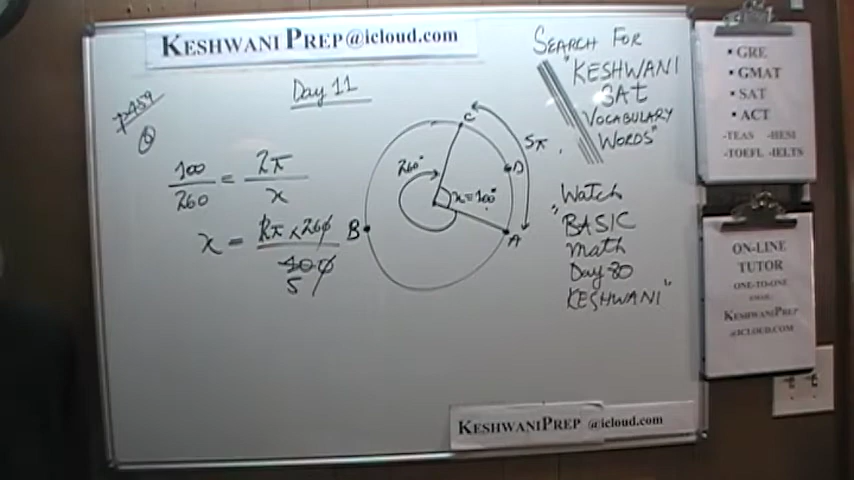 KESHWANI PREP@icloud.com
Day 11
p459
100/260 = 2π/x
x = 2π x 260/100
5
260°
x=100°
5π
A
B
C
D
SEARCH FOR
"KESHWANI
SAT
VOCABULARY
WORDS"
Watch
"BASIC
math
Day 80
KESHWANI"
• GRE
• GMAT
• SAT
• ACT
-TEAS -HESI
-TOEFL -IELTS
ON-LINE
TUTOR
ONE-TO-ONE
KESHWANIPREP
@ICLOUD.COM
KESHWANIPREP @icloud.com